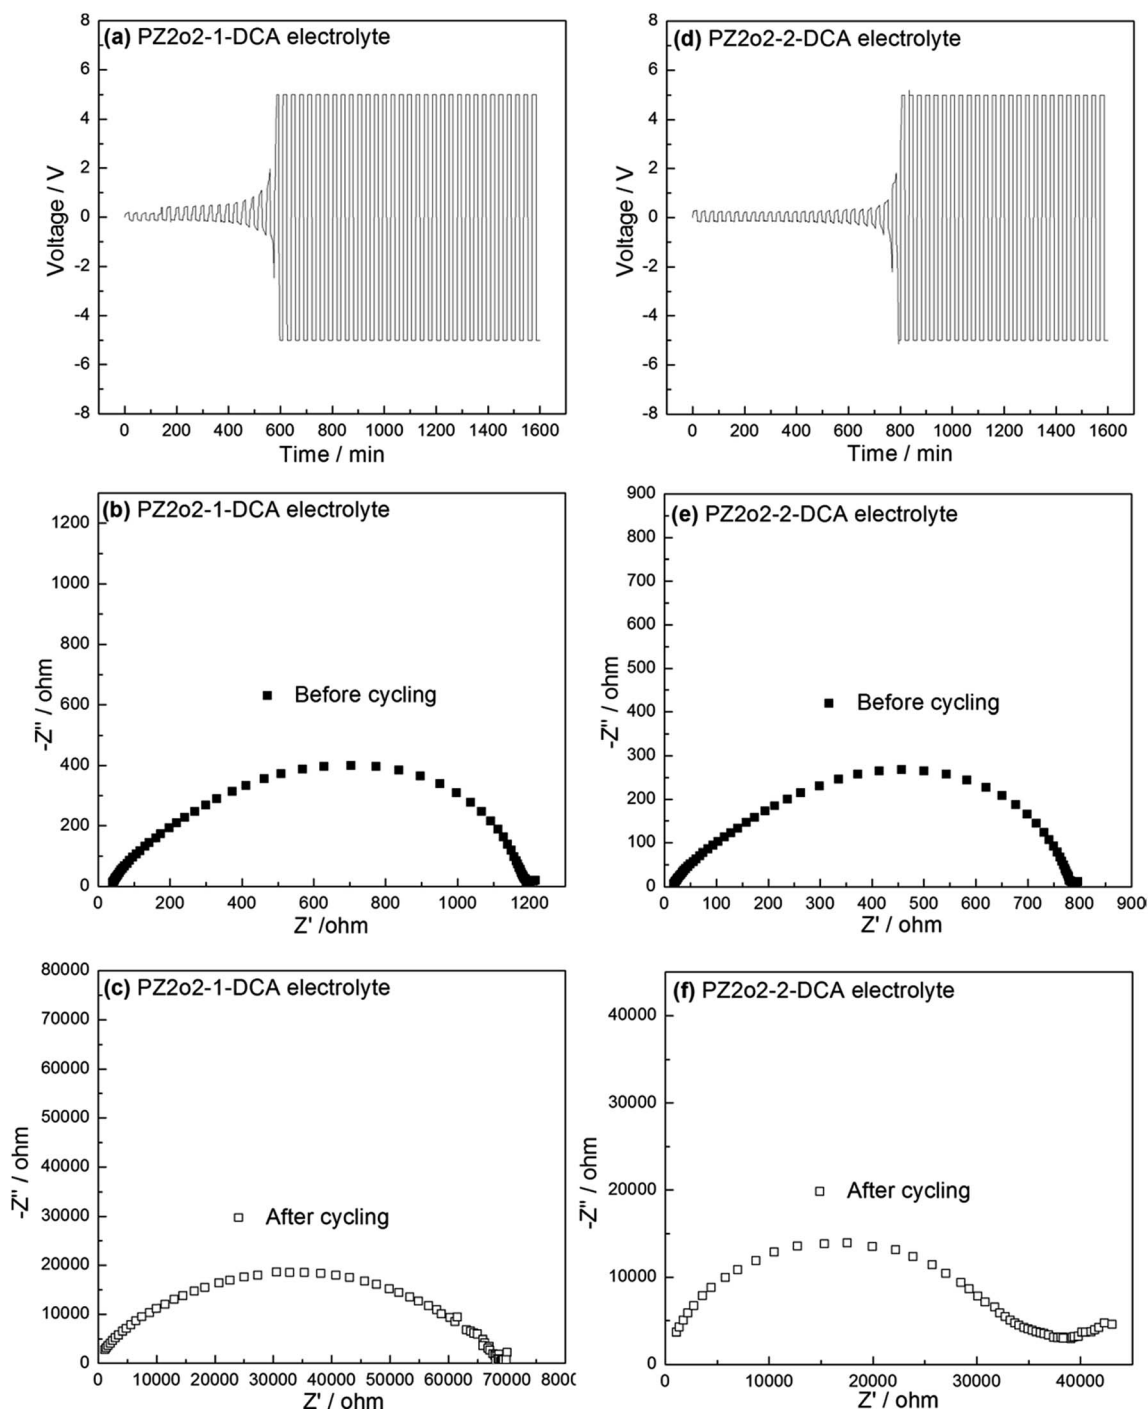 (a) PZ2o2-1-DCA electrolyte
8
6
4
2
0
-2
-4
-6
-8
Voltage / V
0 200 400 600 800 1000 1200 1400 1600
Time / min
(d) PZ2o2-2-DCA electrolyte
8
6
4
2
0
-2
-4
-6
-8
Voltage / V
0 200 400 600 800 1000 1200 1400 1600
Time / min
(b) PZ2o2-1-DCA electrolyte
1200
1000
800
600
400
200
0
-Z'' / ohm
Before cycling
0 200 400 600 800 1000 1200
Z' /ohm
(e) PZ2o2-2-DCA electrolyte
900
800
700
600
500
400
300
200
100
0
-Z'' / ohm
Before cycling
0 100 200 300 400 500 600 700 800 900
Z' / ohm
(c) PZ2o2-1-DCA electrolyte
80000
70000
60000
50000
40000
30000
20000
10000
0
-Z'' / ohm
After cycling
0 10000 20000 30000 40000 50000 60000 70000 8000
Z' / ohm
(f) PZ2o2-2-DCA electrolyte
40000
30000
20000
10000
0
-Z'' / ohm
After cycling
0 10000 20000 30000 40000
Z' / ohm